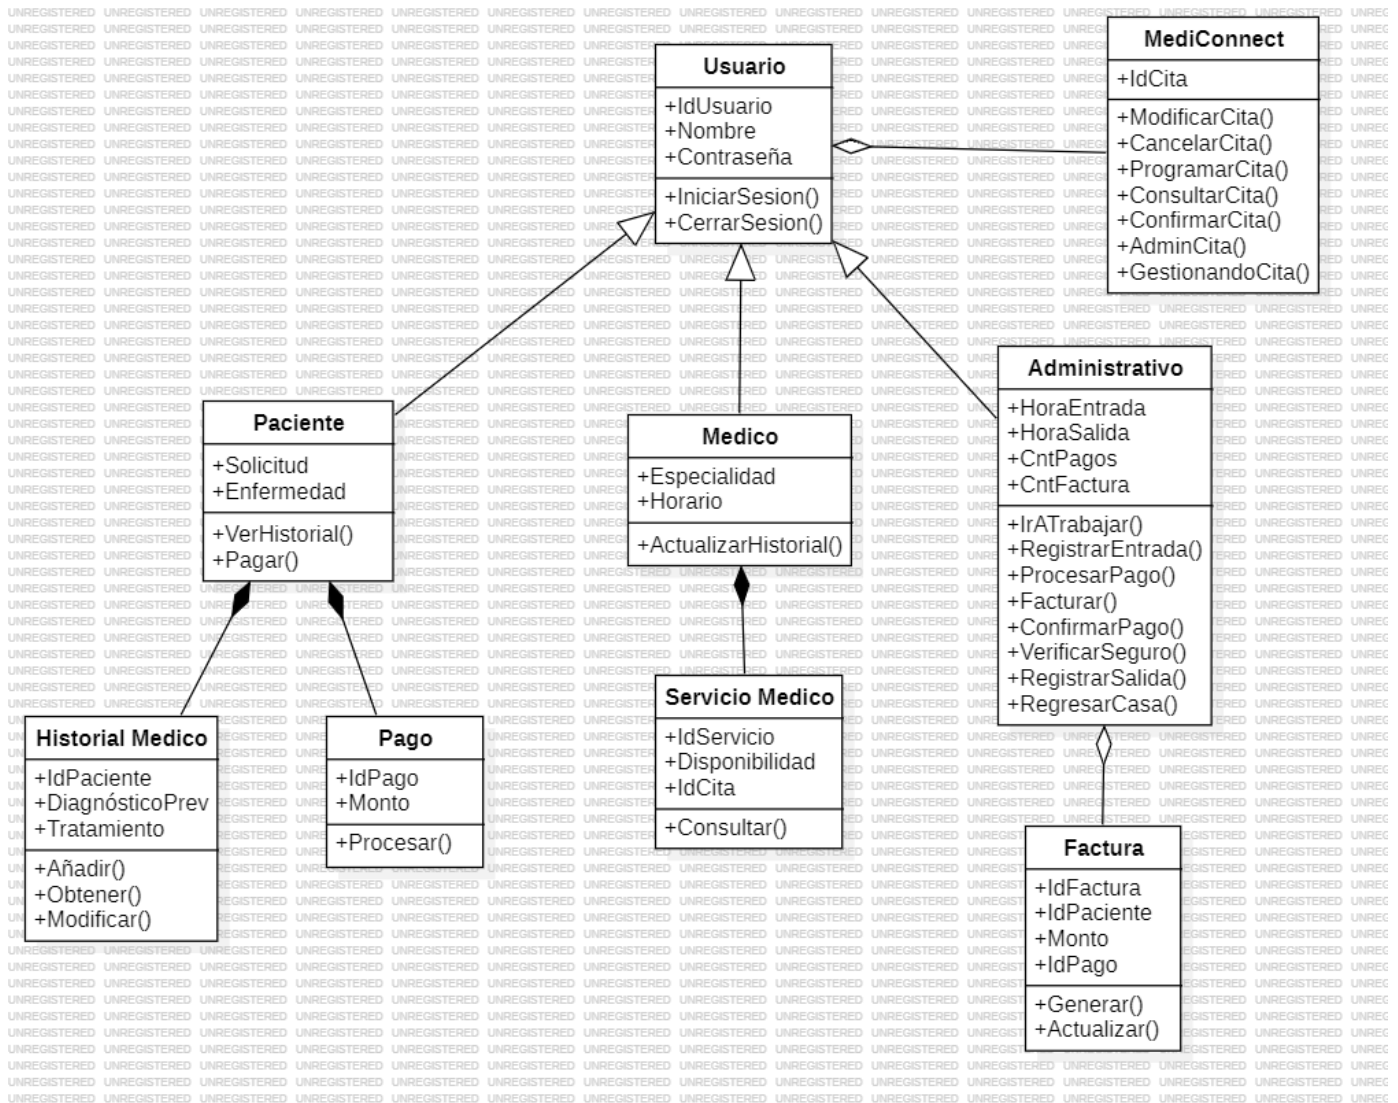 Usuario
+IdUsuario
+Nombre
+Contraseña
+IniciarSesion()
+CerrarSesion()
MediConnect
+IdCita
+ModificarCita()
+CancelarCita()
+ProgramarCita()
+ConsultarCita()
+ConfirmarCita()
+AdminCita()
+GestionandoCita()
Paciente
+Solicitud
+Enfermedad
+VerHistorial()
+Pagar()
Medico
+Especialidad
+Horario
+ActualizarHistorial()
Administrativo
+HoraEntrada
+HoraSalida
+CntPagos
+CntFactura
+IrATrabajar()
+RegistrarEntrada()
+ProcesarPago()
+Facturar()
+ConfirmarPago()
+VerificarSeguro()
+RegistrarSalida()
+RegresarCasa()
Historial Medico
+IdPaciente
+DiagnósticoPrev
+Tratamiento
+Añadir()
+Obtener()
+Modificar()
Pago
+IdPago
+Monto
+Procesar()
Servicio Medico
+IdServicio
+Disponibilidad
+IdCita
+Consultar()
Factura
+IdFactura
+IdPaciente
+Monto
+IdPago
+Generar()
+Actualizar()
UNREGISTERED